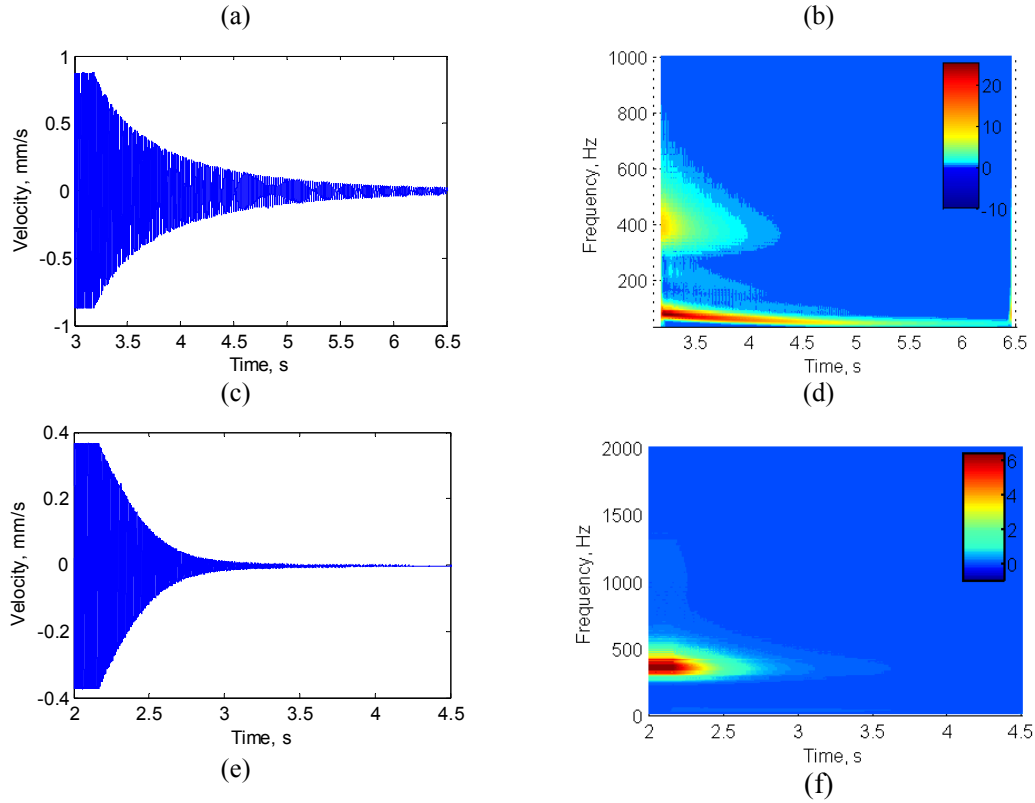 (a)
(b)
1
0.5
0
-0.5
-1
Velocity, mm/s
3 3.5 4 4.5 5 5.5 6 6.5
Time, s
1000
800
600
400
200
Frequency, Hz
20
10
0
-10
3.5 4 4.5 5 5.5 6 6.5
Time, s
(c)
(d)
0.4
0.2
0
-0.2
-0.4
Velocity, mm/s
2 2.5 3 3.5 4 4.5
Time, s
2000
1500
1000
500
0
Frequency, Hz
6
4
2
0
2 2.5 3 3.5 4 4.5
Time, s
(e)
(f)